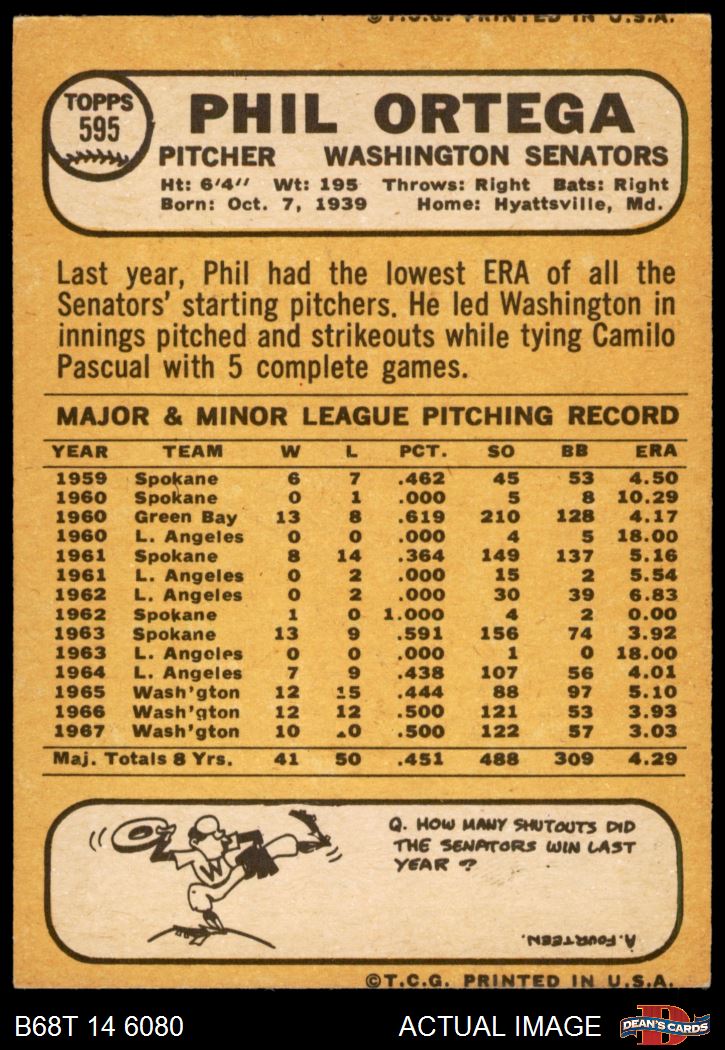 ©T.C.G. PRINTED IN U.S.A.
TOPPS
595
PHIL ORTEGA
PITCHER WASHINGTON SENATORS
Ht: 6'4" Wt: 195 Throws: Right Bats: Right
Born: Oct. 7, 1939 Home: Hyattsville, Md.
Last year, Phil had the lowest ERA of all the
Senators' starting pitchers. He led Washington in
innings pitched and strikeouts while tying Camilo
Pascual with 5 complete games.
MAJOR & MINOR LEAGUE PITCHING RECORD
YEAR TEAM W L PCT. SO BB ERA
1959 Spokane 6 7 .462 45 53 4.50
1960 Spokane 0 1 .000 5 8 10.29
1960 Green Bay 13 8 .619 210 128 4.17
1960 L. Angeles 0 0 .000 4 5 18.00
1961 Spokane 8 14 .364 149 137 5.16
1961 L. Angeles 0 2 .000 15 2 5.54
1962 L. Angeles 0 2 .000 30 39 6.83
1962 Spokane 1 0 1.000 4 2 0.00
1963 Spokane 13 9 .591 156 74 3.92
1963 L. Angeles 0 0 .000 1 0 18.00
1964 L. Angeles 7 9 .438 107 56 4.01
1965 Wash'gton 12 15 .444 88 97 5.10
1966 Wash'gton 12 12 .500 121 53 3.93
1967 Wash'gton 10 10 .500 122 57 3.03
Maj. Totals 8 Yrs. 41 50 .451 488 309 4.29
W
Q. HOW MANY SHUTOUTS DID
THE SENATORS WIN LAST
YEAR ?
A. FOURTEEN.
©T.C.G. PRINTED IN U.S.A.
B68T 14 6080 ACTUAL IMAGE
D
DEAN'S CARDS